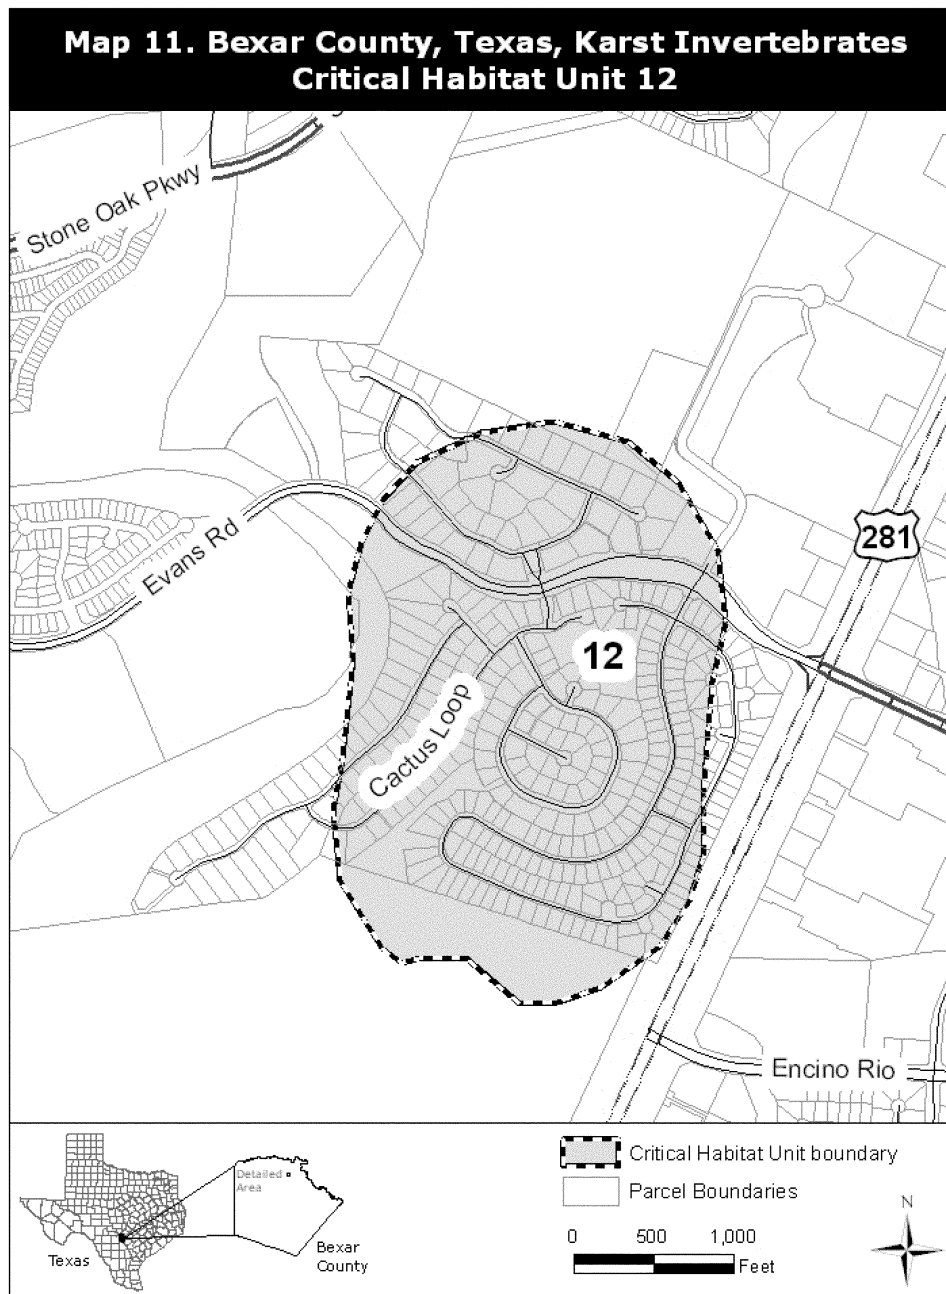 Map 11. Bexar County, Texas, Karst Invertebrates
Critical Habitat Unit 12
Stone Oak Pkwy
Evans Rd
281
12
Cactus Loop
Encino Rio
Detailed
Area
Texas
Bexar
County
Critical Habitat Unit boundary
Parcel Boundaries
0 500 1,000
Feet
N